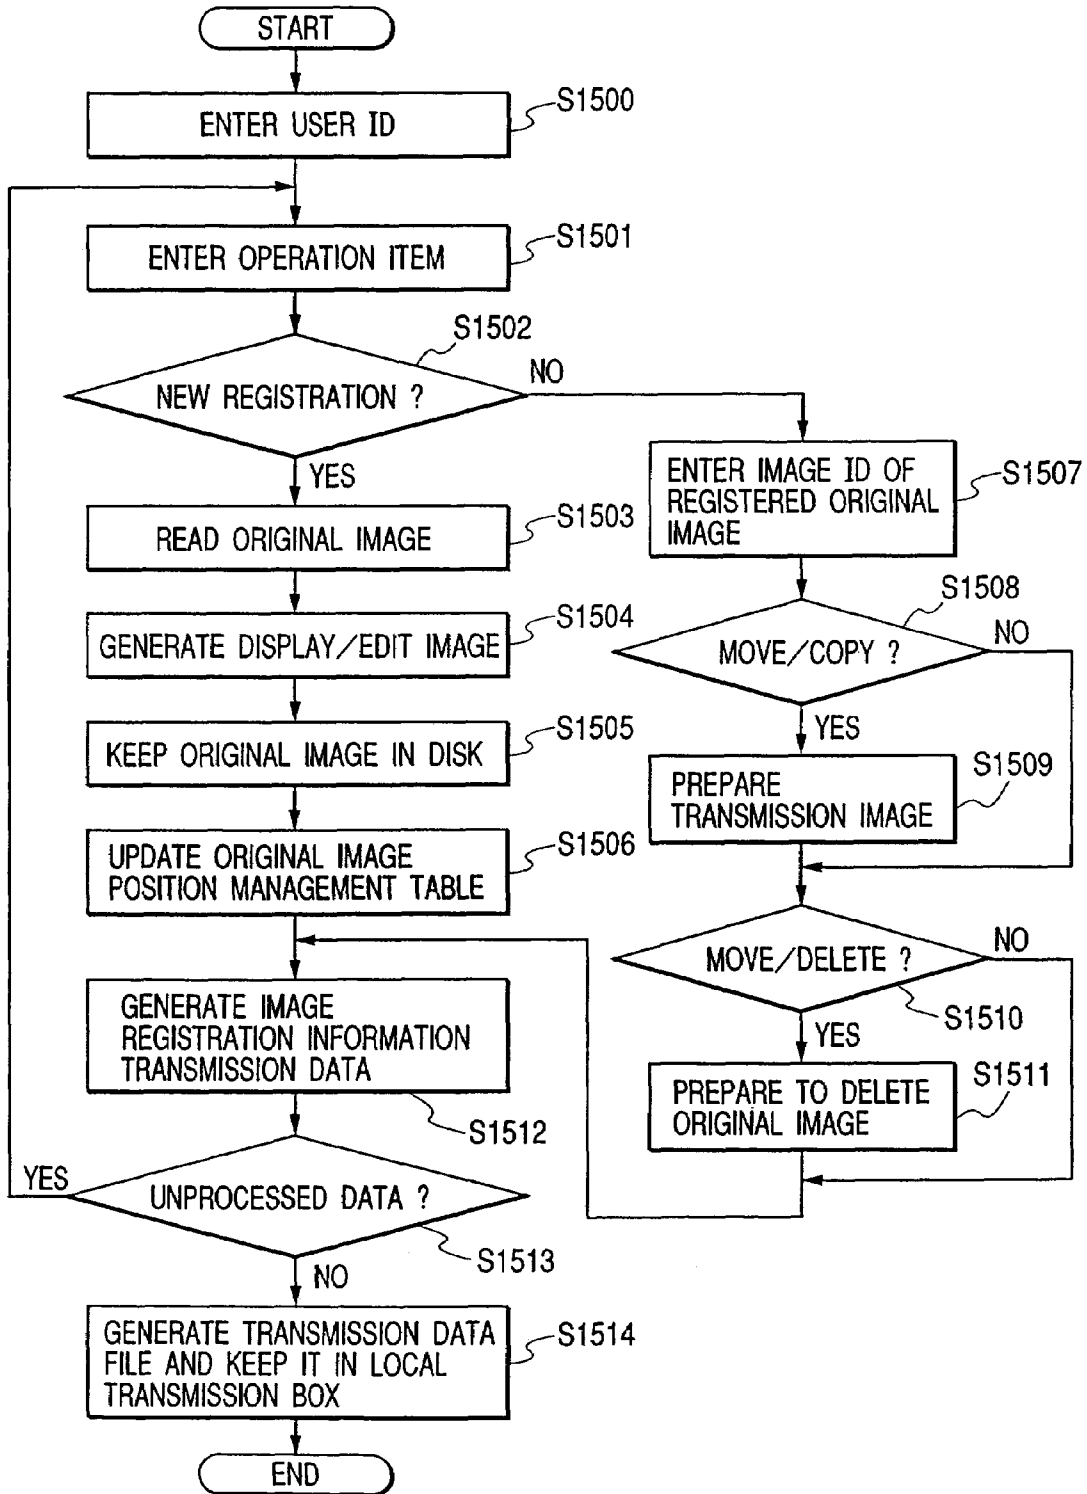 START
ENTER USER ID
S1500
ENTER OPERATION ITEM
S1501
NEW REGISTRATION ?
S1502
NO
YES
READ ORIGINAL IMAGE
S1503
GENERATE DISPLAY/EDIT IMAGE
S1504
KEEP ORIGINAL IMAGE IN DISK
S1505
UPDATE ORIGINAL IMAGE
POSITION MANAGEMENT TABLE
S1506
ENTER IMAGE ID OF
REGISTERED ORIGINAL
IMAGE
S1507
MOVE/COPY ?
S1508
NO
YES
PREPARE
TRANSMISSION IMAGE
S1509
MOVE/DELETE ?
NO
S1510
YES
PREPARE TO DELETE
ORIGINAL IMAGE
S1511
GENERATE IMAGE
REGISTRATION INFORMATION
TRANSMISSION DATA
S1512
YES
UNPROCESSED DATA ?
S1513
NO
GENERATE TRANSMISSION DATA
FILE AND KEEP IT IN LOCAL
TRANSMISSION BOX
S1514
END